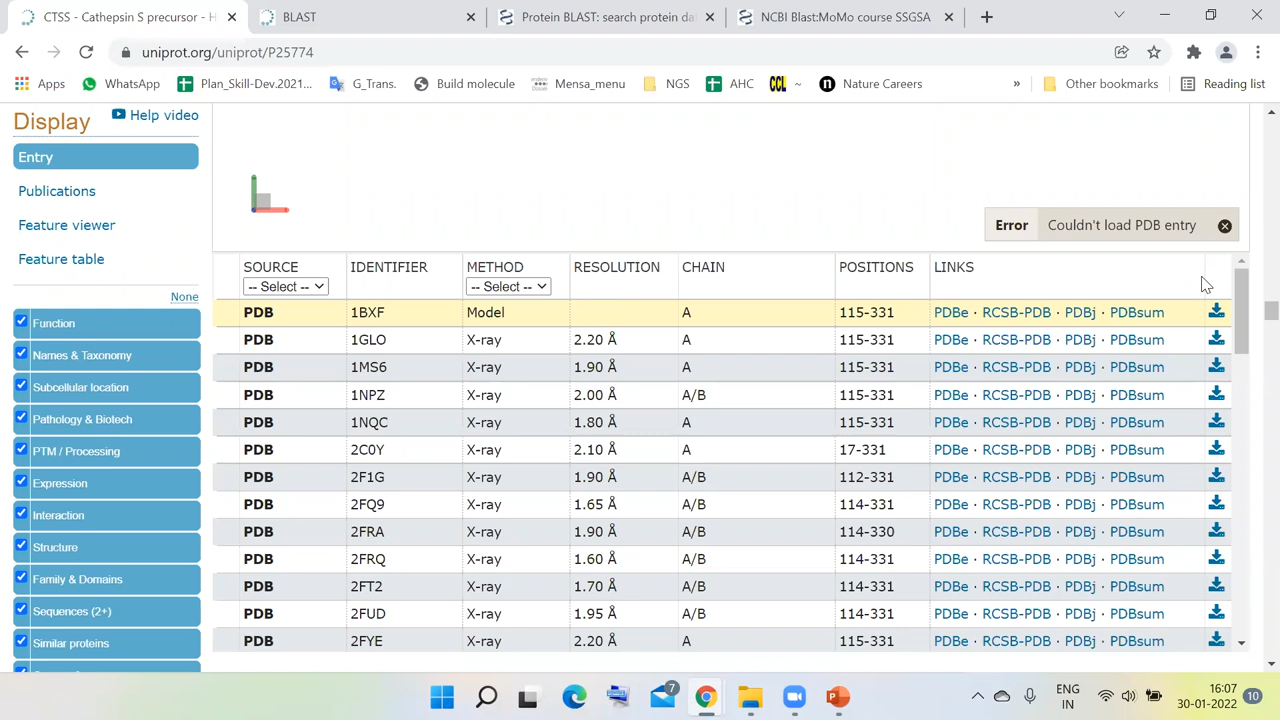 CTSS - Cathepsin S precursor - H
BLAST
Protein BLAST: search protein da
NCBI Blast:MoMo course SSGSA
uniprot.org/uniprot/P25774
Apps WhatsApp Plan_Skill-Dev.2021... G_Trans. Build molecule Mensa_menu NGS AHC CCL ~ n Nature Careers » Other bookmarks Reading list
Display Help video
Entry
Publications
Feature viewer
Feature table
None
Function
Names & Taxonomy
Subcellular location
Pathology & Biotech
PTM / Processing
Expression
Interaction
Structure
Family & Domains
Sequences (2+)
Similar proteins
Error Couldn't load PDB entry
SOURCE IDENTIFIER METHOD RESOLUTION CHAIN POSITIONS LINKS
-- Select -- -- Select --
PDB 1BXF Model A 115-331 PDBe · RCSB-PDB · PDBj · PDBsum
PDB 1GLO X-ray 2.20 Å A 115-331 PDBe · RCSB-PDB · PDBj · PDBsum
PDB 1MS6 X-ray 1.90 Å A 115-331 PDBe · RCSB-PDB · PDBj · PDBsum
PDB 1NPZ X-ray 2.00 Å A/B 115-331 PDBe · RCSB-PDB · PDBj · PDBsum
PDB 1NQC X-ray 1.80 Å A 115-331 PDBe · RCSB-PDB · PDBj · PDBsum
PDB 2C0Y X-ray 2.10 Å A 17-331 PDBe · RCSB-PDB · PDBj · PDBsum
PDB 2F1G X-ray 1.90 Å A/B 112-331 PDBe · RCSB-PDB · PDBj · PDBsum
PDB 2FQ9 X-ray 1.65 Å A/B 114-331 PDBe · RCSB-PDB · PDBj · PDBsum
PDB 2FRA X-ray 1.90 Å A/B 114-330 PDBe · RCSB-PDB · PDBj · PDBsum
PDB 2FRQ X-ray 1.60 Å A/B 114-331 PDBe · RCSB-PDB · PDBj · PDBsum
PDB 2FT2 X-ray 1.70 Å A/B 114-331 PDBe · RCSB-PDB · PDBj · PDBsum
PDB 2FUD X-ray 1.95 Å A/B 114-331 PDBe · RCSB-PDB · PDBj · PDBsum
PDB 2FYE X-ray 2.20 Å A 115-331 PDBe · RCSB-PDB · PDBj · PDBsum
7
ENG
IN
16:07
30-01-2022
10